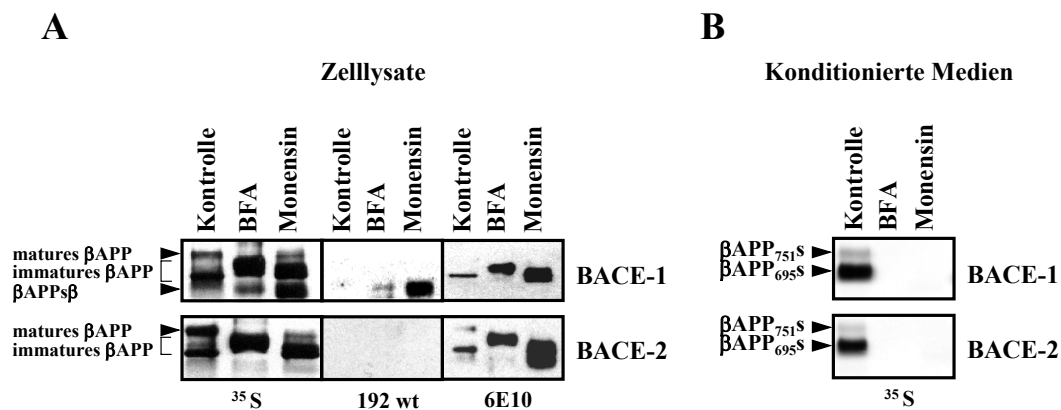 A
B
Zelllysate
Konditionierte Medien
Kontrolle
BFA
Monensin
Kontrolle
BFA
Monensin
Kontrolle
BFA
Monensin
Kontrolle
BFA
Monensin
matures βAPP
immatures βAPP
βAPPsβ
BACE-1
βAPP751s
βAPP695s
BACE-1
matures βAPP
immatures βAPP
BACE-2
βAPP751s
βAPP695s
BACE-2
35 S
192 wt
6E10
35 S